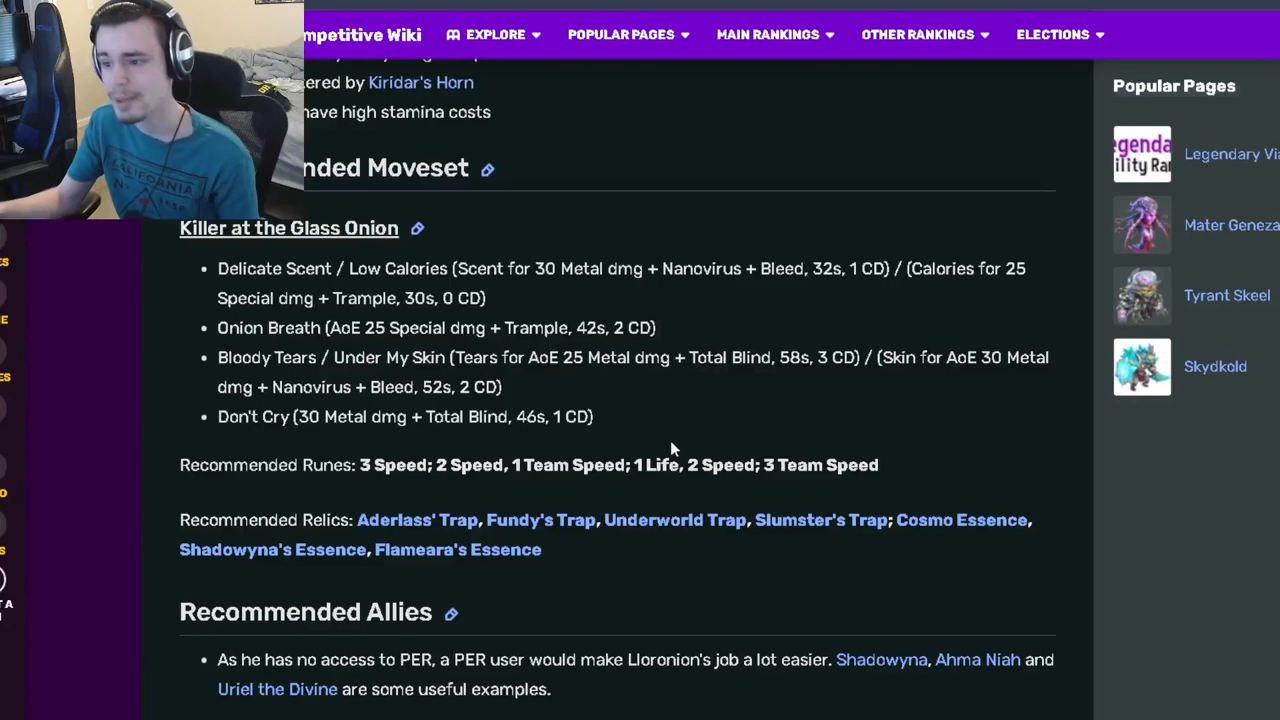 mpetitive Wiki EXPLORE POPULAR PAGES MAIN RANKINGS OTHER RANKINGS ELECTIONS
ered by Kiridar's Horn
have high stamina costs
nded Moveset
Killer at the Glass Onion
• Delicate Scent / Low Calories (Scent for 30 Metal dmg + Nanovirus + Bleed, 32s, 1 CD) / (Calories for 25
Special dmg + Trample, 30s, 0 CD)
• Onion Breath (AoE 25 Special dmg + Trample, 42s, 2 CD)
• Bloody Tears / Under My Skin (Tears for AoE 25 Metal dmg + Total Blind, 58s, 3 CD) / (Skin for AoE 30 Metal
dmg + Nanovirus + Bleed, 52s, 2 CD)
• Don't Cry (30 Metal dmg + Total Blind, 46s, 1 CD)
Recommended Runes: 3 Speed; 2 Speed, 1 Team Speed; 1 Life, 2 Speed; 3 Team Speed
Recommended Relics: Aderlass' Trap, Fundy's Trap, Underworld Trap, Slumster's Trap; Cosmo Essence,
Shadowyna's Essence, Flameara's Essence
Recommended Allies
• As he has no access to PER, a PER user would make Lloronion's job a lot easier. Shadowyna, Ahma Niah and
Uriel the Divine are some useful examples.
Popular Pages
Legendary Via
Mater Geneza
Tyrant Skeel
Skydkold
CALIFORNIA